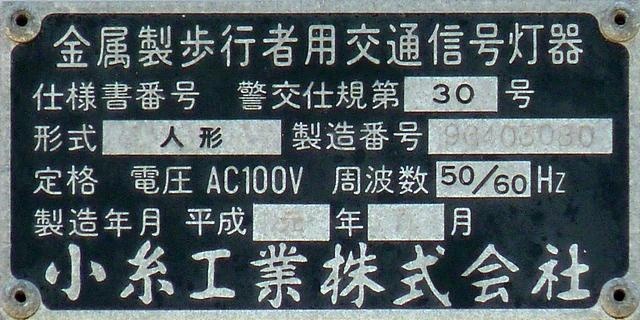 金属製歩行者用交通信号灯器
仕様書番号 警交仕規第 30 号
形式 人形 製造番号
定格 電圧 AC100V 周波数 50/60 Hz
製造年月 平成 元 年 月
小糸工業株式会社